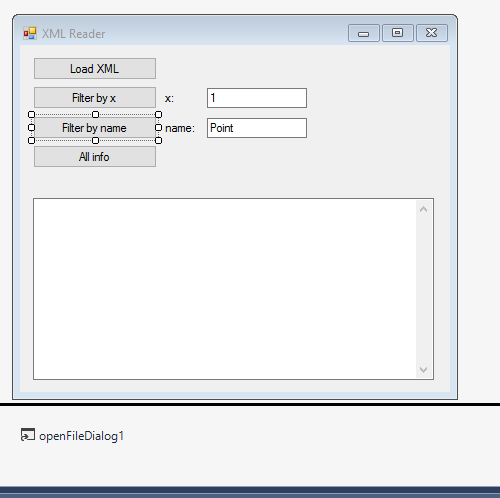 XML Reader
Load XML
Filter by x x: 1
Filter by name name: Point
All info
openFileDialog1